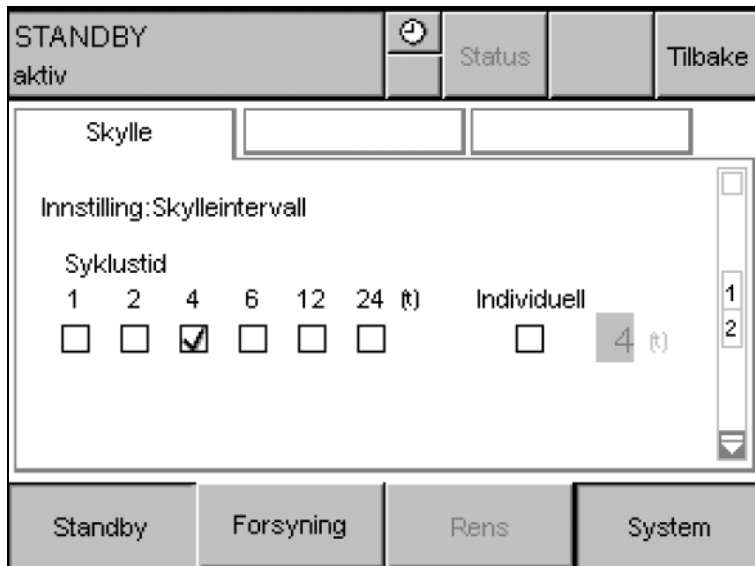 STANDBY
aktiv
Status
Tilbake
Skylle
Innstilling:Skylleintervall
Syklustid
1 2 4 6 12 24 (t) Individuell
4 (t)
1
2
Standby Forsyning Rens System